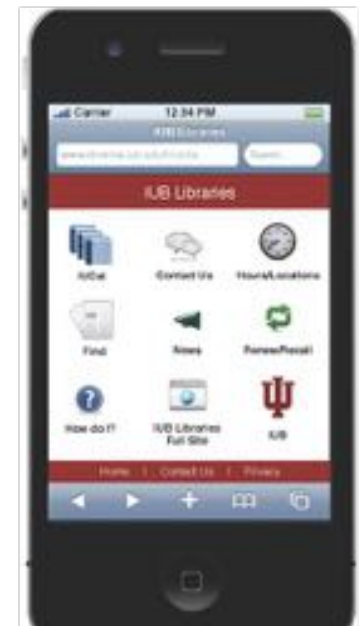 Carrier 12:34 PM
IUB Libraries
IUB Libraries
IUCat Contact Us Hours/Locations
Find News Renew/Recall
How do I? IUB Libraries Full Site IUB
Home | Contact Us | Privacy